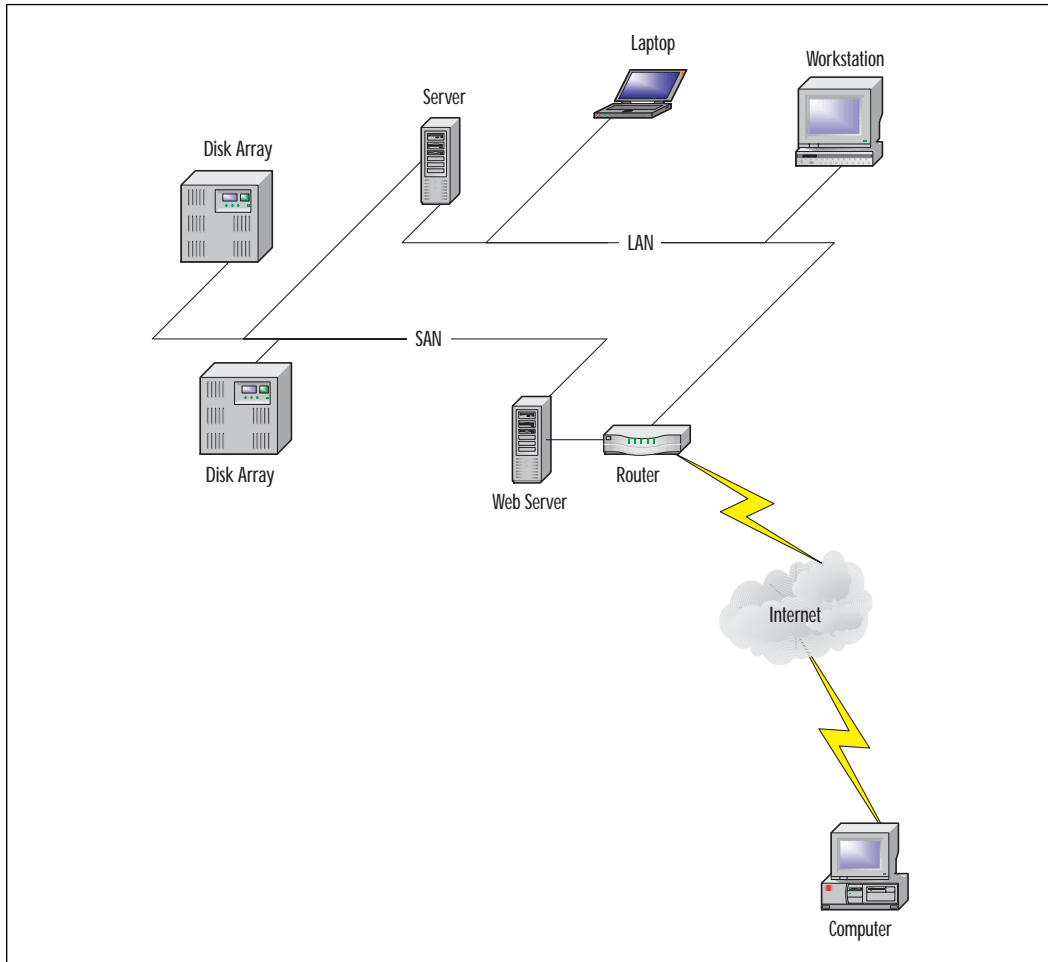 Laptop
Workstation
Server
Disk Array
LAN
SAN
Disk Array
Web Server
Router
Internet
Computer